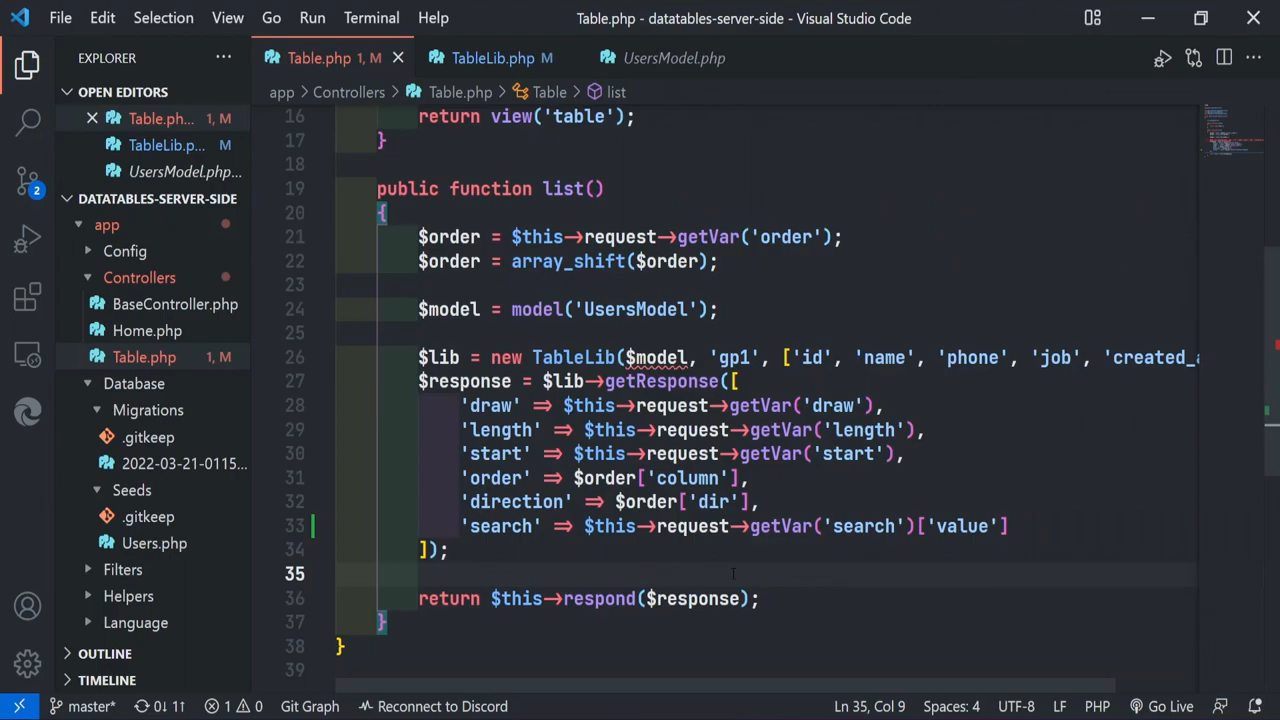 File Edit Selection View Go Run Terminal Help Table.php - datatables-server-side - Visual Studio Code
EXPLORER
OPEN EDITORS
Table.ph... 1, M
TableLib.p... M
UsersModel.php...
DATATABLES-SERVER-SIDE
app
Config
Controllers
BaseController.php
Home.php
Table.php 1, M
Database
Migrations
.gitkeep
2022-03-21-0115...
Seeds
.gitkeep
Users.php
Filters
Helpers
Language
OUTLINE
TIMELINE
2
Table.php 1, M TableLib.php M UsersModel.php
app Controllers Table.php Table list
16 return view('table');
17 }
18
19 public function list()
20 {
21 $order = $this->request->getVar('order');
22 $order = array_shift($order);
23
24 $model = model('UsersModel');
25
26 $lib = new TableLib($model, 'gp1', ['id', 'name', 'phone', 'job', 'created_a
27 $response = $lib->getResponse([
28 'draw' => $this->request->getVar('draw'),
29 'length' => $this->request->getVar('length'),
30 'start' => $this->request->getVar('start'),
31 'order' => $order['column'],
32 'direction' => $order['dir'],
33 'search' => $this->request->getVar('search')['value']
34 ]);
35
36 return $this->respond($response);
37 }
38 }
39
master* 0↓ 1↑ 1 0 Git Graph Reconnect to Discord Ln 35, Col 9 Spaces: 4 UTF-8 LF PHP Go Live